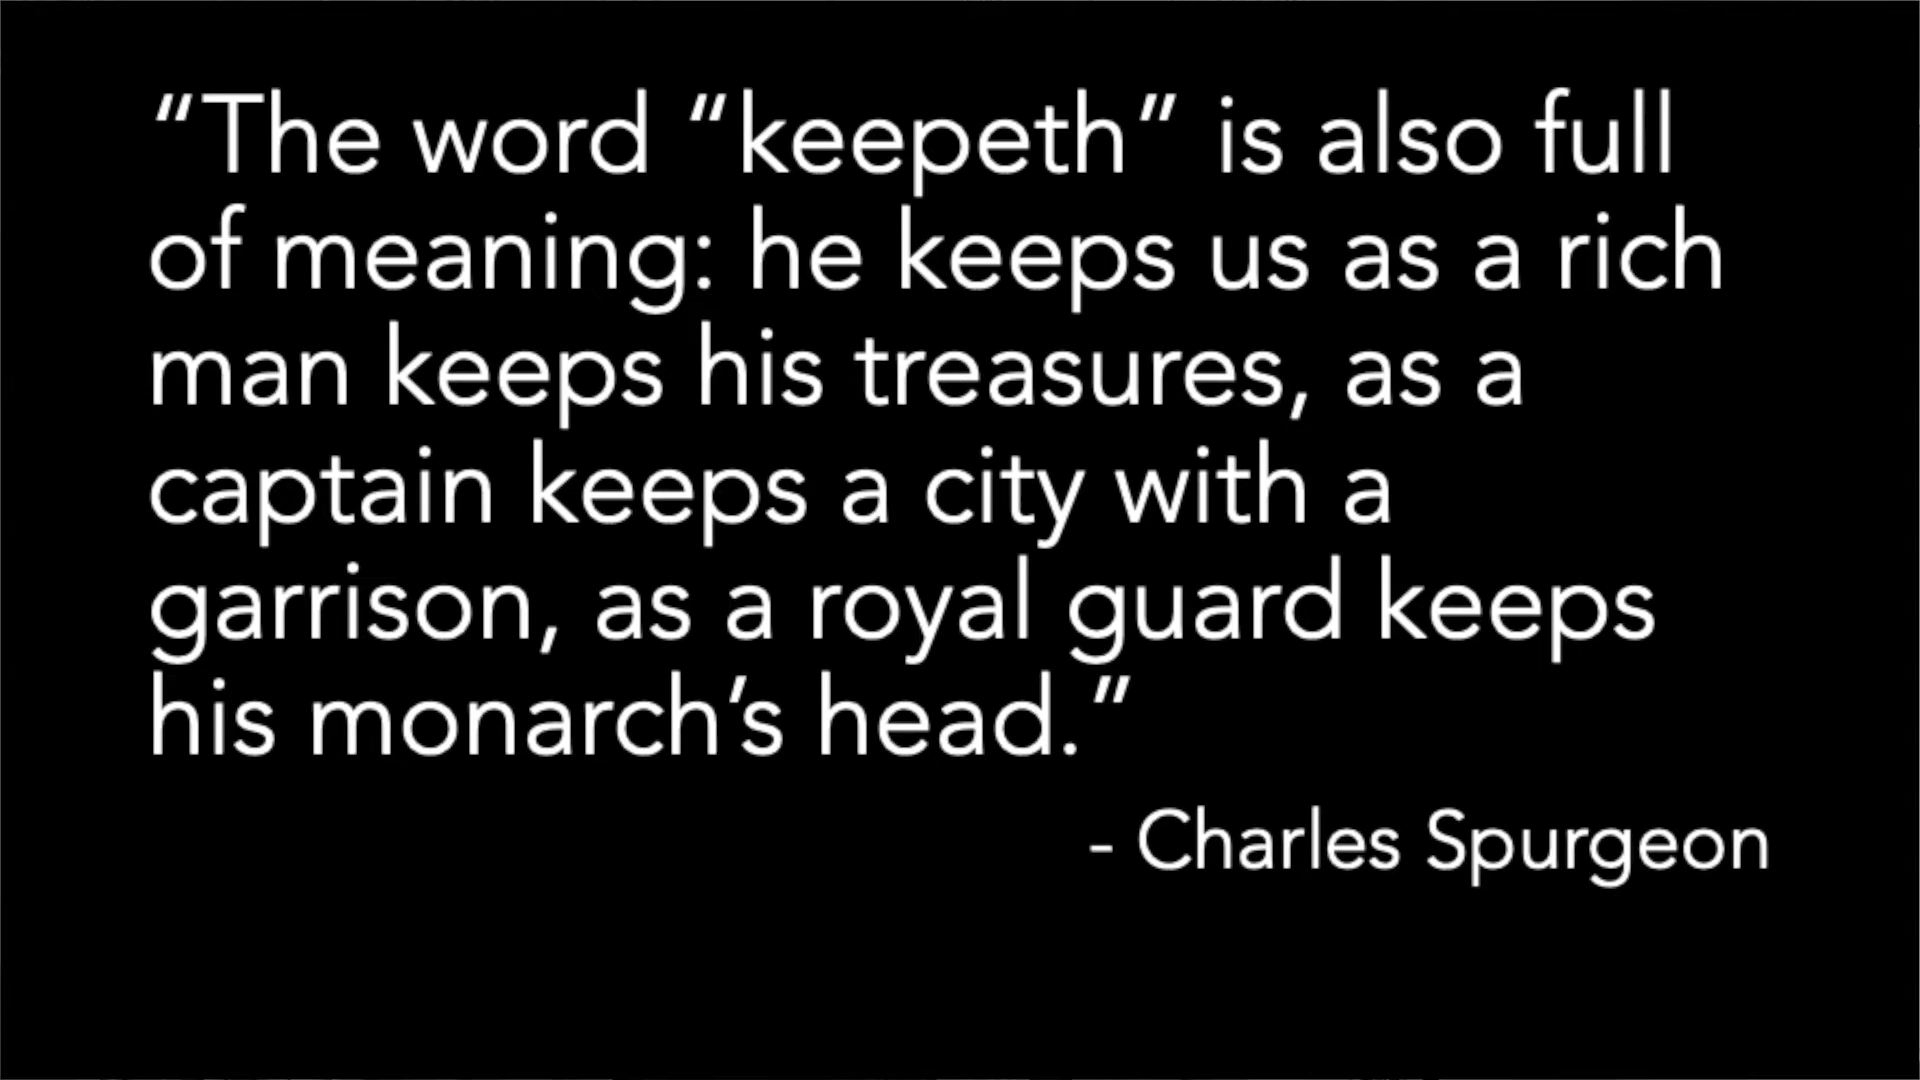 “The word “keepeth” is also full
of meaning: he keeps us as a rich
man keeps his treasures, as a
captain keeps a city with a
garrison, as a royal guard keeps
his monarch’s head.”
- Charles Spurgeon